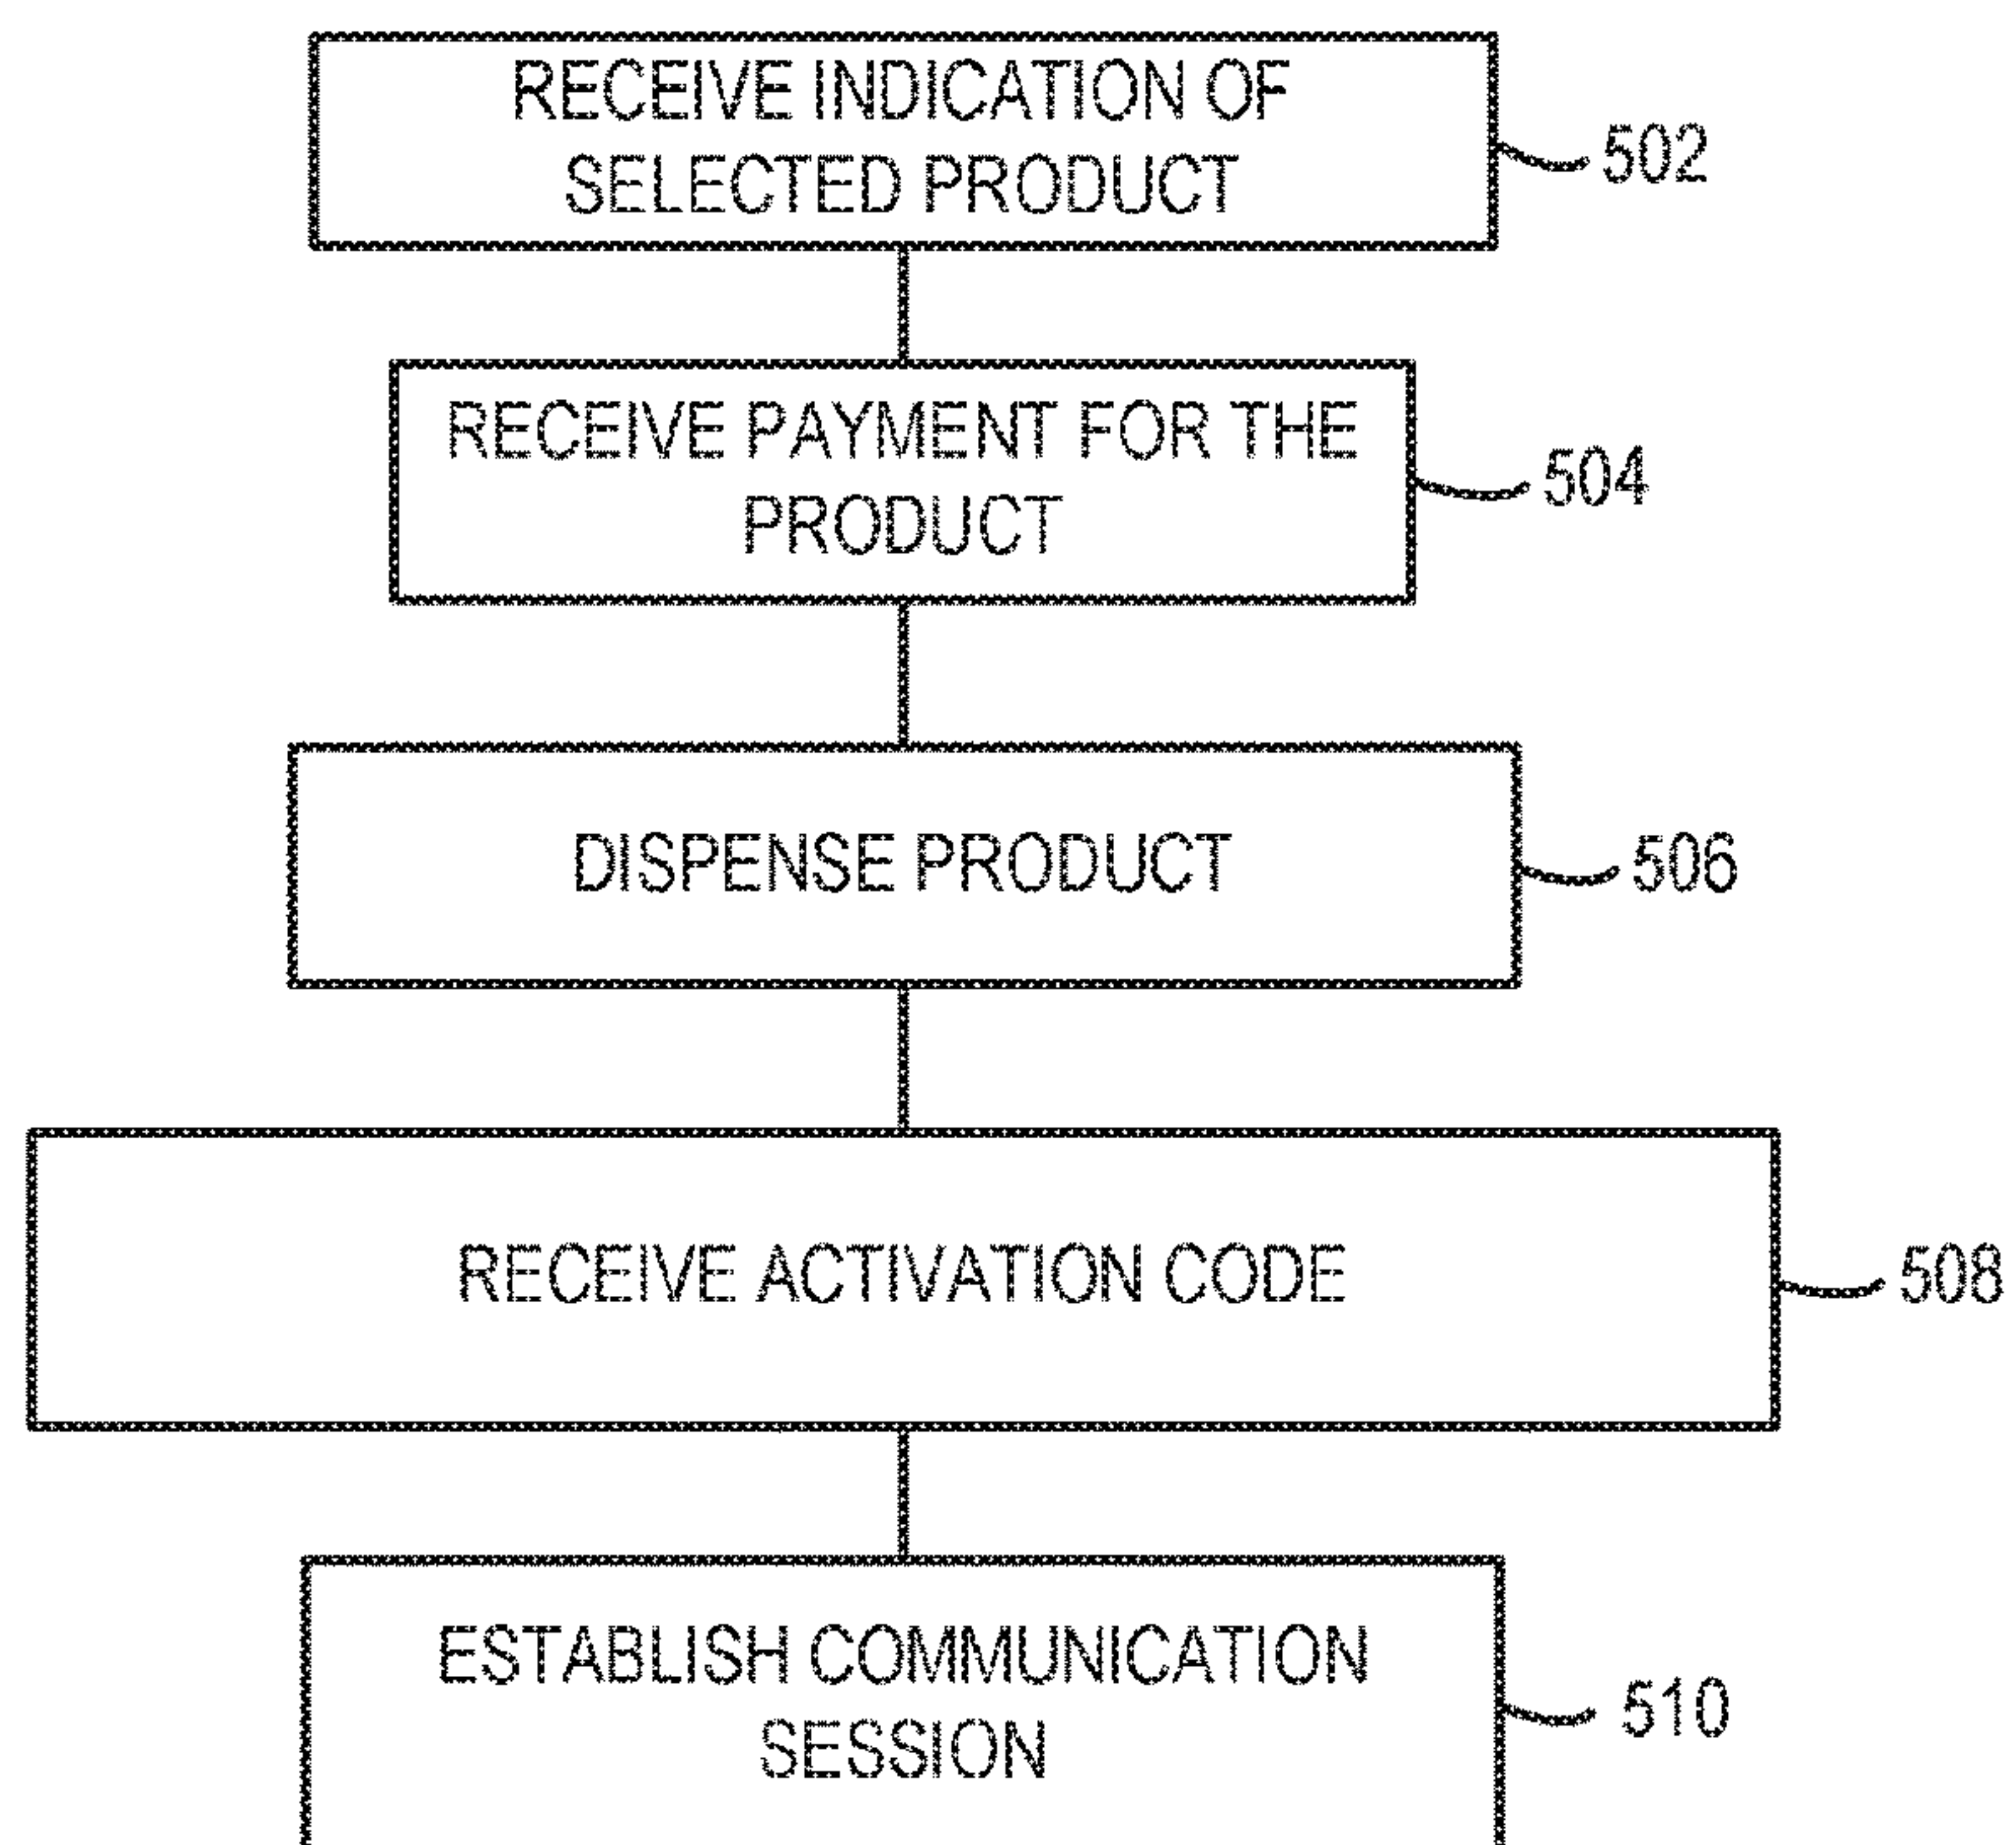 RECEIVE INDICATION OF
SELECTED PRODUCT
502
RECEIVE PAYMENT FOR THE
PRODUCT
504
DISPENSE PRODUCT
506
RECEIVE ACTIVATION CODE
508
ESTABLISH COMMUNICATION
SESSION
510